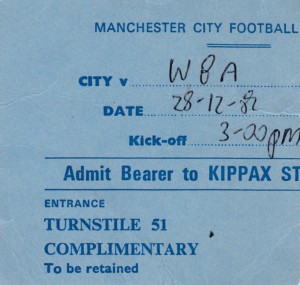 MANCHESTER CITY FOOTBALL
CITY v WBA
DATE 28-12-82
Kick-off 3-00pm
Admit Bearer to KIPPAX ST
ENTRANCE
TURNSTILE 51
COMPLIMENTARY
To be retained